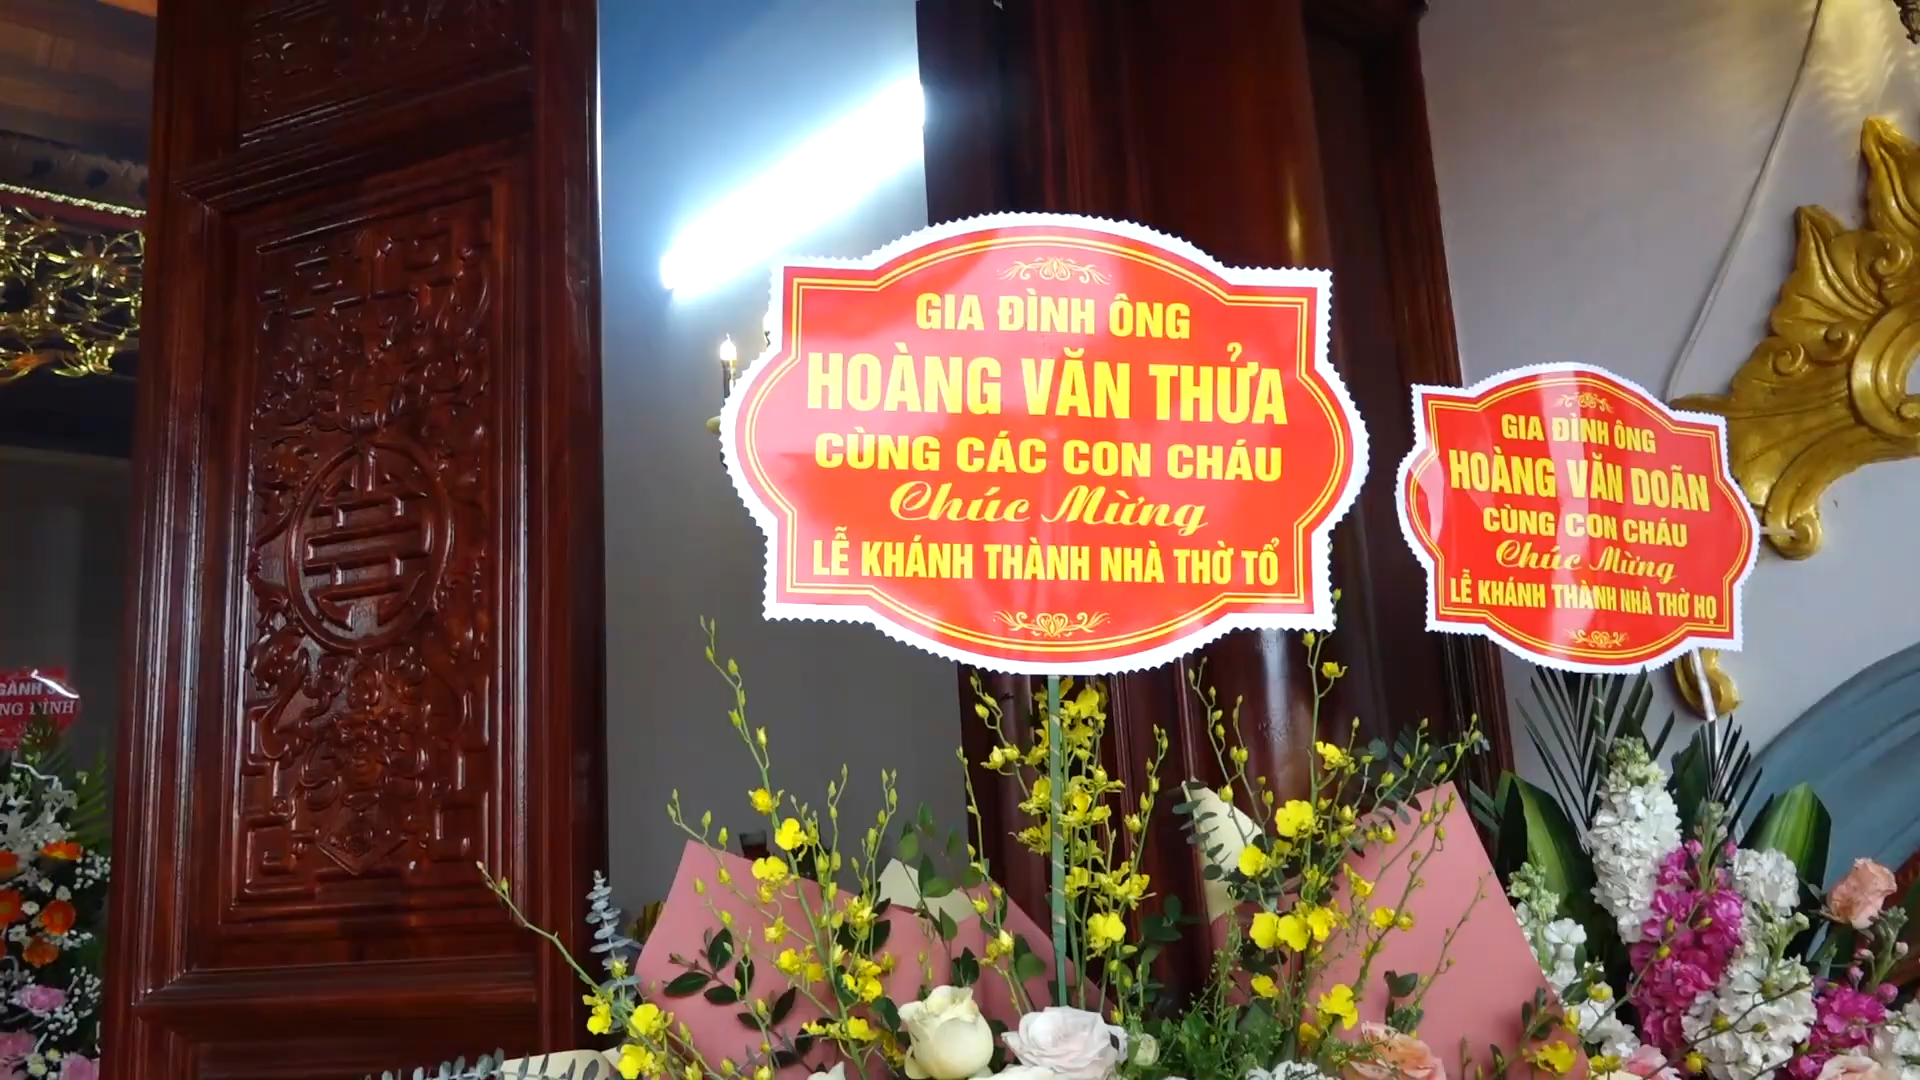 GIA ĐÌNH ÔNG
HOÀNG VĂN THỬA
CÙNG CÁC CON CHÁU
Chúc Mừng
LỄ KHÁNH THÀNH NHÀ THỜ TỔ
GIA ĐÌNH ÔNG
HOÀNG VĂN DOÃN
CÙNG CON CHÁU
Chúc Mừng
LỄ KHÁNH THÀNH NHÀ THỜ HỌ